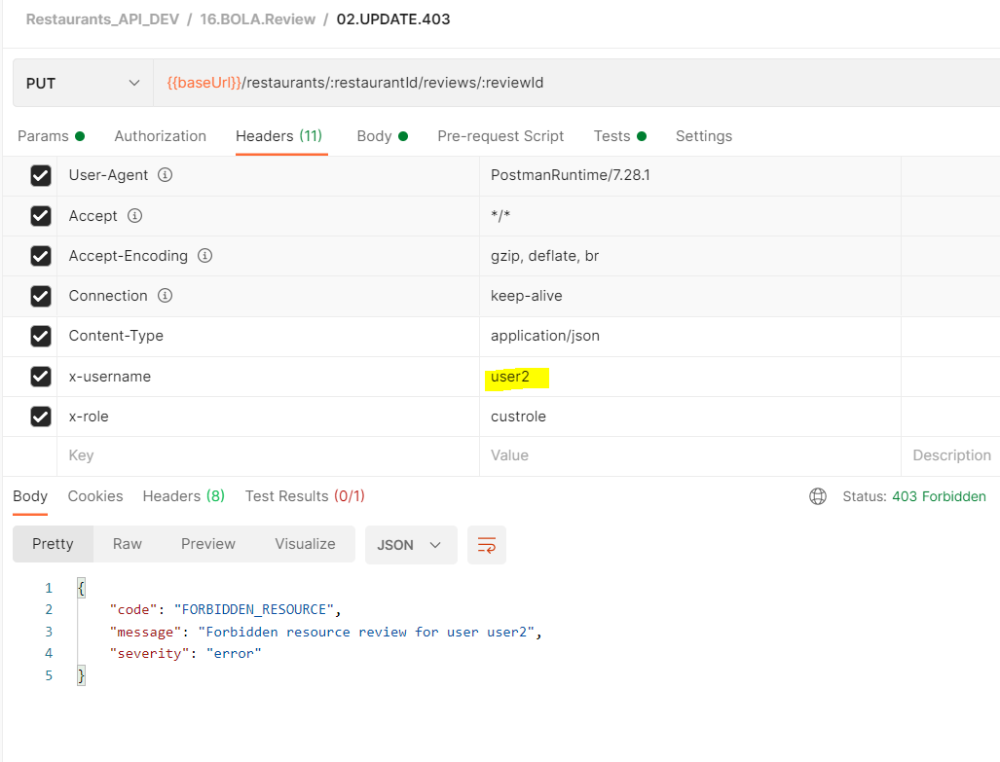 Restaurants_API_DEV / 16.BOLA.Review / 02.UPDATE.403
PUT {{baseUrl}}/restaurants/:restaurantId/reviews/:reviewId
Params Authorization Headers (11) Body Pre-request Script Tests Settings
User-Agent PostmanRuntime/7.28.1
Accept */*
Accept-Encoding gzip, deflate, br
Connection keep-alive
Content-Type application/json
x-username user2
x-role custrole
Key Value Description
Body Cookies Headers (8) Test Results (0/1) Status: 403 Forbidden
Pretty Raw Preview Visualize JSON
1 {
2 "code": "FORBIDDEN_RESOURCE",
3 "message": "Forbidden resource review for user user2",
4 "severity": "error"
5 }